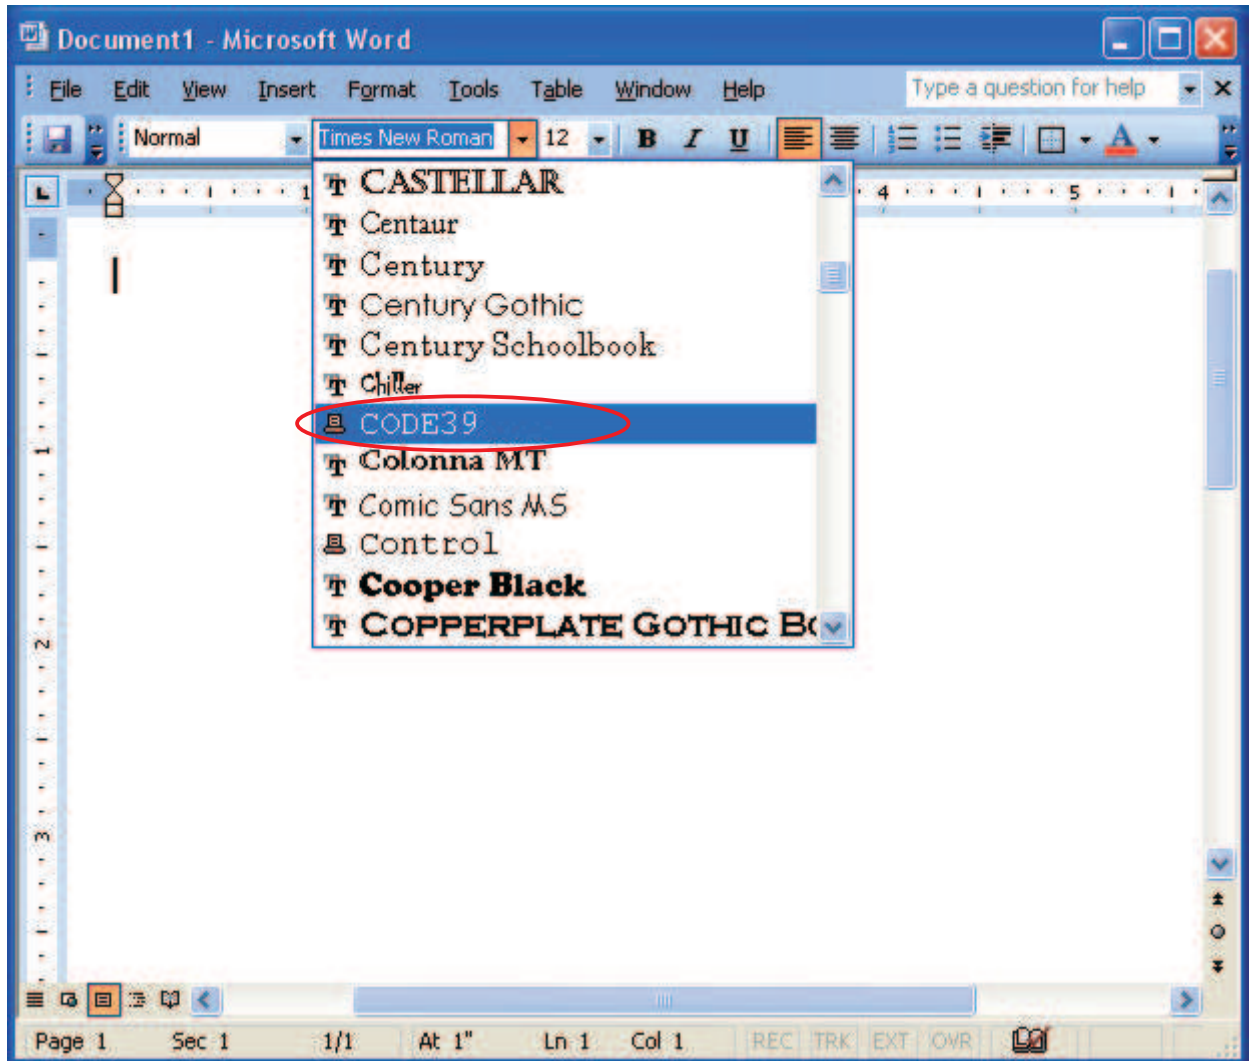 Document1 - Microsoft Word
File Edit View Insert Format Tools Table Window Help Type a question for help
Normal Times New Roman 12 B I U A
1 4 5
CASTELLAR
Centaur
Century
Century Gothic
Century Schoolbook
Chiller
CODE39
Colonna MT
Comic Sans MS
Control
Cooper Black
COPPERPLATE GOTHIC BO
1
2
3
Page 1 Sec 1 1/1 At 1" Ln 1 Col 1 REC TRK EXT OVR